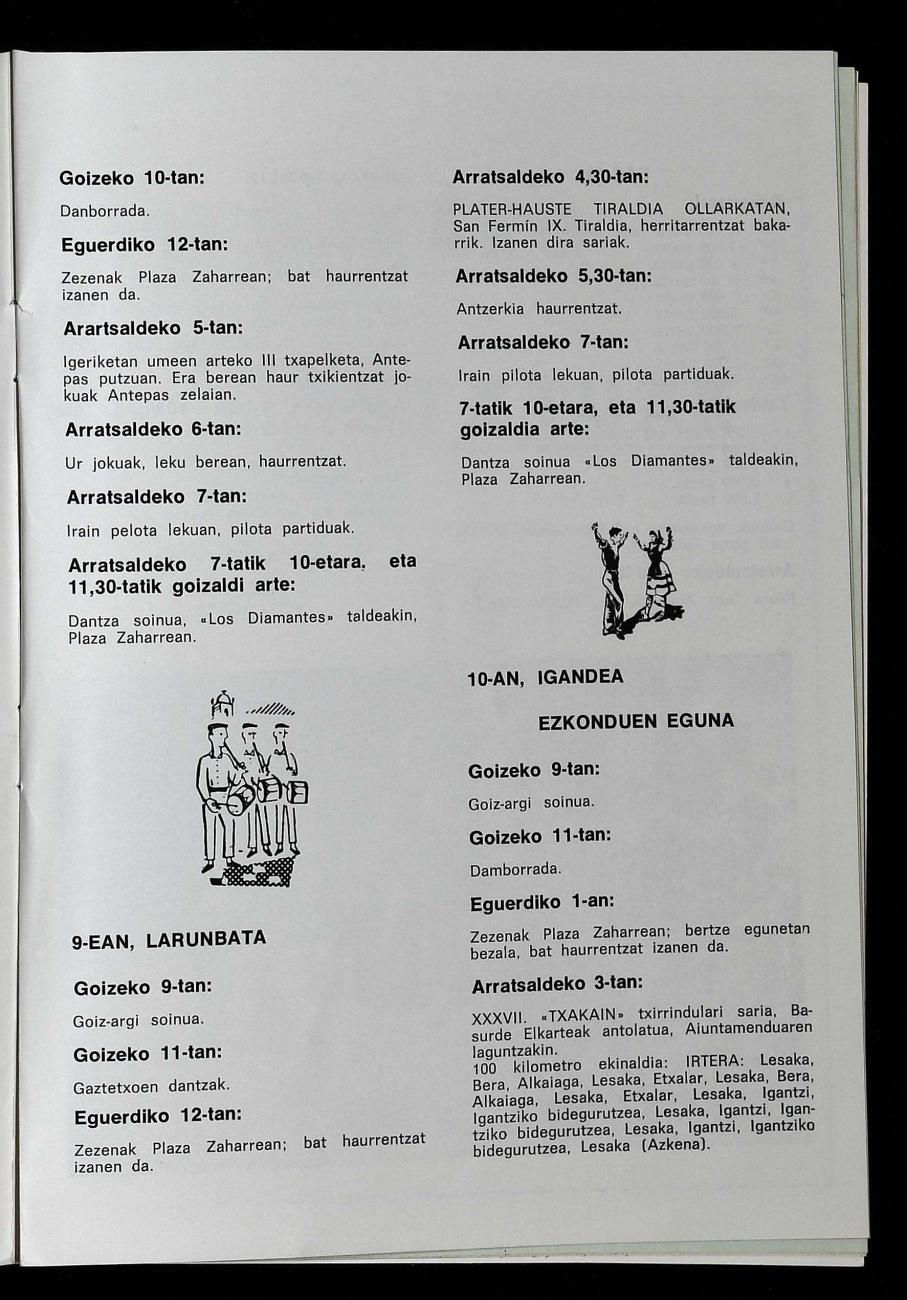 Goizeko 10-tan:
Danborrada.
Eguerdiko 12-tan:
Zezenak Plaza Zaharrean; bat haurrentzat
izanen da.
Arartsaldeko 5-tan:
Igeriketan umeen arteko III txapelketa, Ante-
pas putzuan. Era berean haur txikientzat jo-
kuak Antepas zelaian.
Arratsaldeko 6-tan:
Ur jokuak, leku berean, haurrentzat.
Arratsaldeko 7-tan:
Irain pelota lekuan, pilota partiduak.
Arratsaldeko 7-tatik 10-etara, eta
11,30-tatik goizaldi arte:
Dantza soinua, «Los Diamantes» taldeakin,
Plaza Zaharrean.
9-EAN, LARUNBATA
Goizeko 9-tan:
Goiz-argi soinua.
Goizeko 11-tan:
Gaztetxoen dantzak.
Eguerdiko 12-tan:
Zezenak Plaza Zaharrean; bat haurrentzat
izanen da.
Arratsaldeko 4,30-tan:
PLATER-HAUSTE TIRALDIA OLLARKATAN,
San Fermín IX. Tiraldia, herritarrentzat baka-
rrik. Izanen dira sariak.
Arratsaldeko 5,30-tan:
Antzerkia haurrentzat.
Arratsaldeko 7-tan:
Irain pilota lekuan, pilota partiduak.
7-tatik 10-etara, eta 11,30-tatik
goizaldia arte:
Dantza soinua «Los Diamantes» taldeakin,
Plaza Zaharrean.
10-AN, IGANDEA
EZKONDUEN EGUNA
Goizeko 9-tan:
Goiz-argi soinua.
Goizeko 11-tan:
Damborrada.
Eguerdiko 1-an:
Zezenak Plaza Zaharrean; bertze egunetan
bezala, bat haurrentzat izanen da.
Arratsaldeko 3-tan:
XXXVII. «TXAKAIN» txirrindulari saria, Ba-
surde Elkarteak antolatua, Aiuntamenduaren
laguntzakin.
100 kilometro ekinaldia: IRTERA: Lesaka,
Bera, Alkaiaga, Lesaka, Etxalar, Lesaka, Bera,
Alkaiaga, Lesaka, Etxalar, Lesaka, Igantzi,
Igantziko bidegurutzea, Lesaka, Igantzi, Igan-
tziko bidegurutzea, Lesaka, Igantzi, Igantziko
bidegurutzea, Lesaka (Azkena).